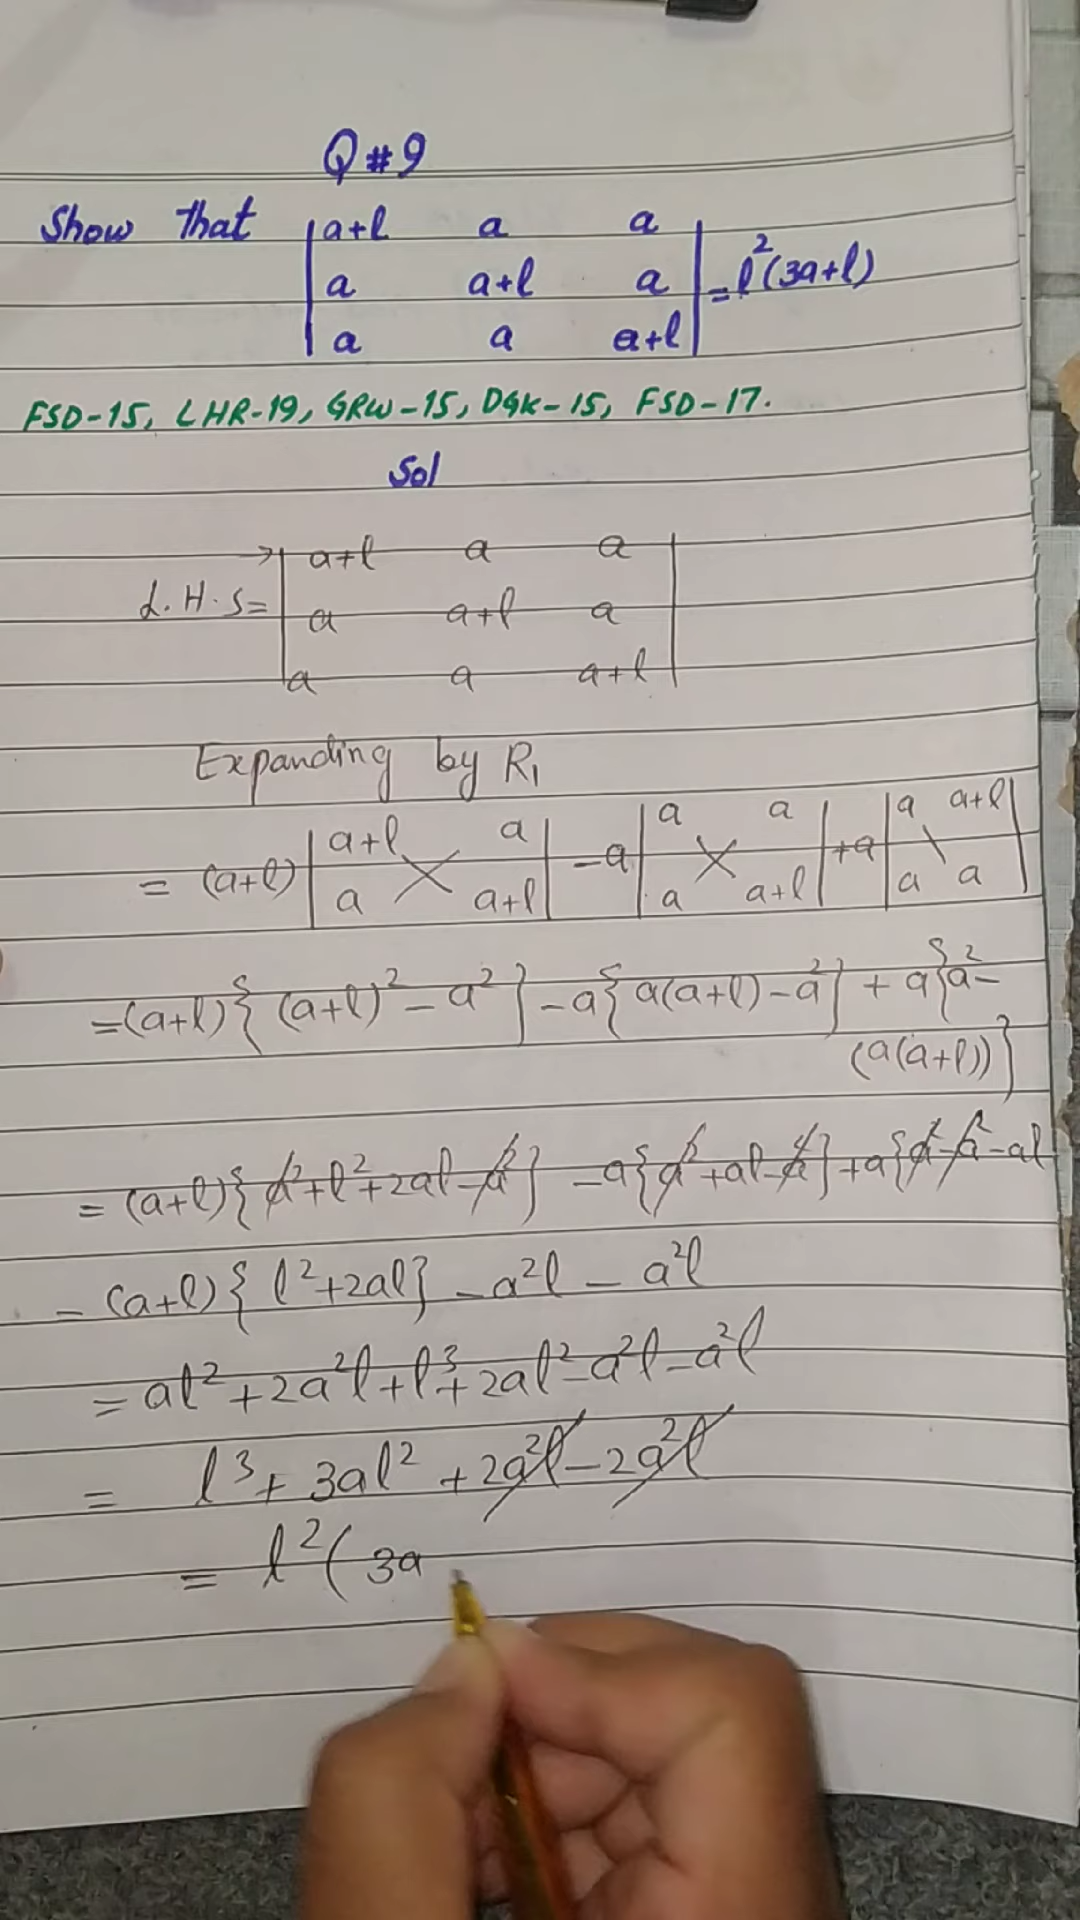 Q#9
Show that |a+l a a|
|a a+l a| = l²(3a+l)
|a a a+l|
FSD-15, LHR-19, GRW-15, DGK-15, FSD-17.
Sol
→|a+l a a|
L.H.S= |a a+l a|
|a a a+l|
Expanding by R₁
= (a+l)|a+l a| -a|a a| +a|a a+l|
|a a+l| |a a+l| |a a|
=(a+l){(a+l)²-a²} -a{a(a+l)-a²} + a{a²-
(a(a+l))}
= (a+l){a²+l²+2al-a²} -a{a²+al-a²}+a{a²-a²-al
- (a+l){l²+2al} -a²l - a²l
= al²+2a²l+l³+2al²-a²l-a²l
= l³+3al²+2a²l-2a²l
= l²(3a